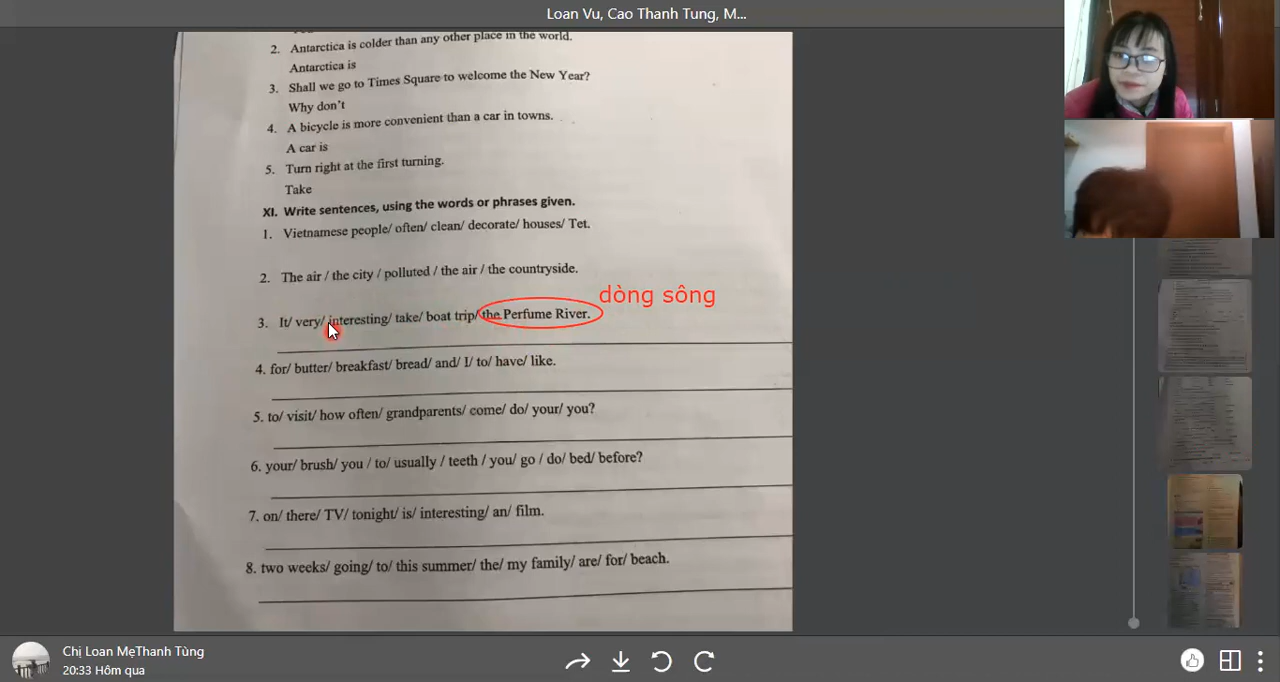 Loan Vu, Cao Thanh Tung, M...
2. Antarctica is colder than any other place in the world.
Antarctica is
3. Shall we go to Times Square to welcome the New Year?
Why don't
4. A bicycle is more convenient than a car in towns.
A car is
5. Turn right at the first turning.
Take
XI. Write sentences, using the words or phrases given.
1. Vietnamese people/ often/ clean/ decorate/ houses/ Tet.
2. The air / the city / polluted / the air / the countryside.
dòng sông
3. It/ very/ interesting/ take/ boat trip/ the Perfume River.
4. for/ butter/ breakfast/ bread/ and/ I/ to/ have/ like.
5. to/ visit/ how often/ grandparents/ come/ do/ your/ you?
6. your/ brush/ you / to/ usually / teeth / you/ go / do/ bed/ before?
7. on/ there/ TV/ tonight/ is/ interesting/ an/ film.
8. two weeks/ going/ to/ this summer/ the/ my family/ are/ for/ beach.
Chị Loan MẹThanh Tùng
20:33 Hôm qua